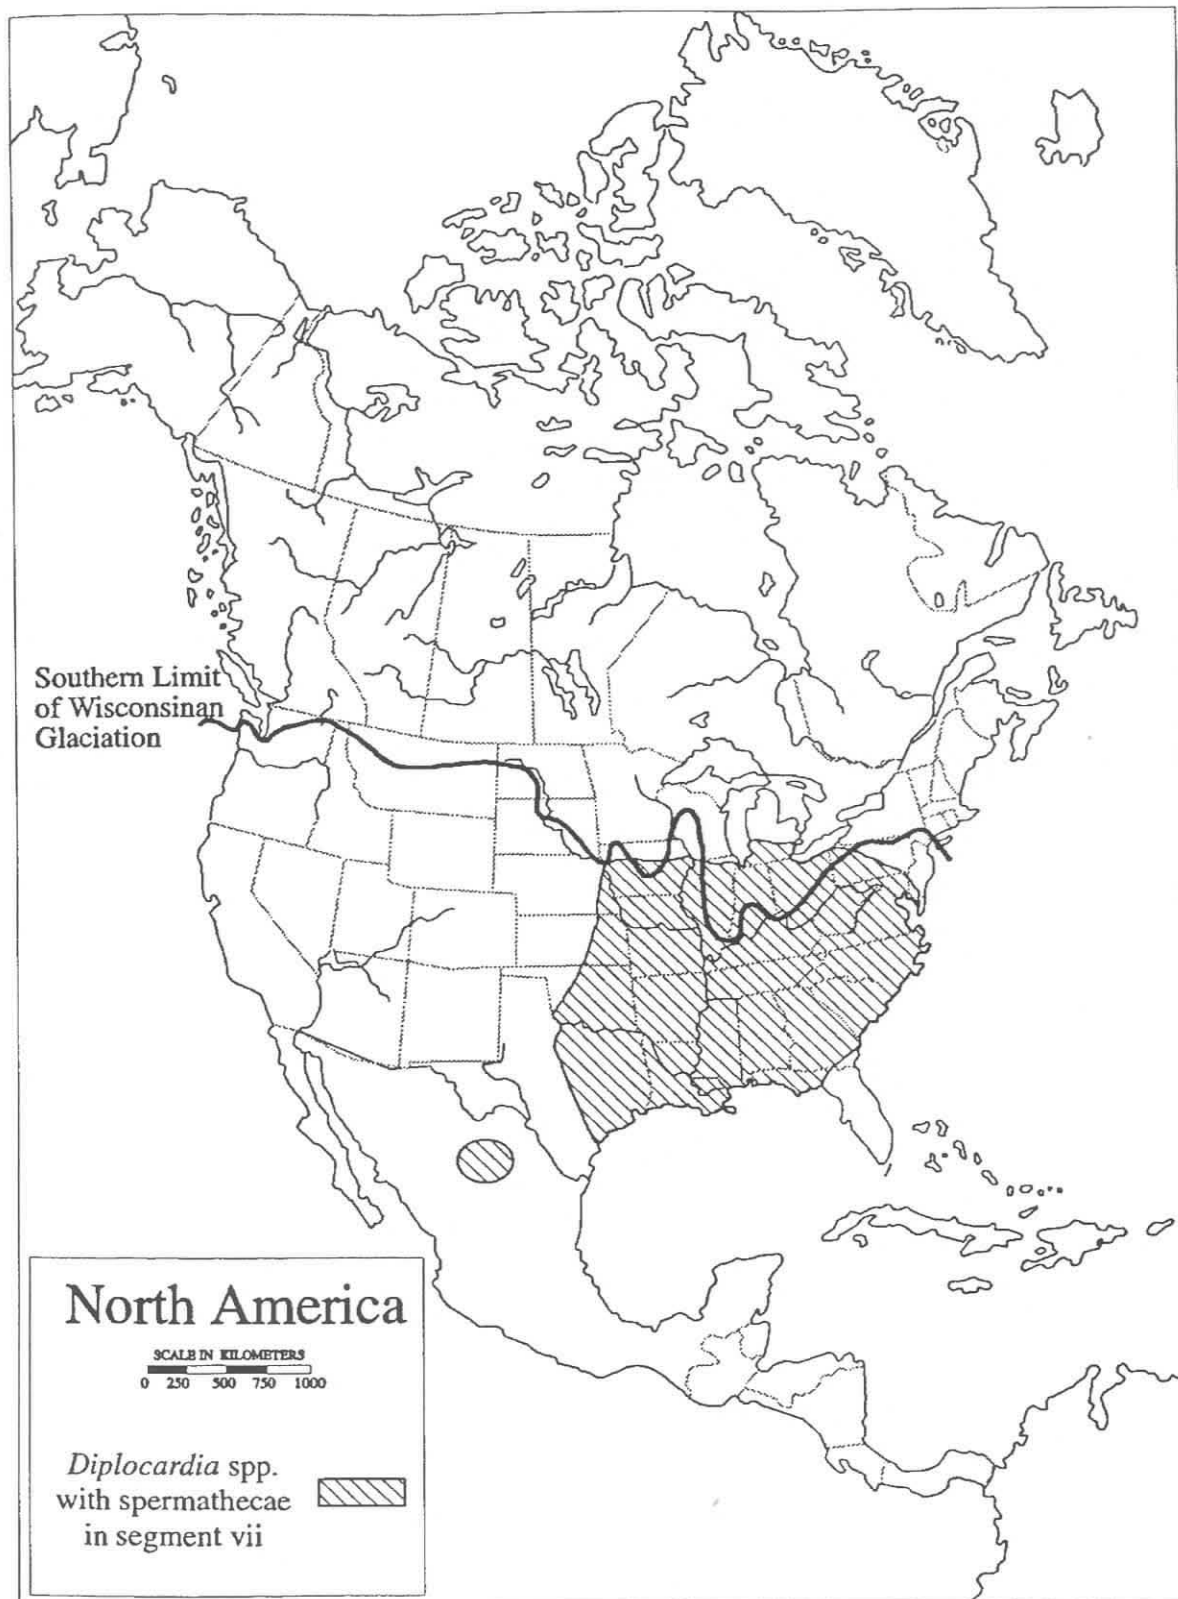 Southern Limit
of Wisconsinan
Glaciation
North America
SCALE IN KILOMETERS
0 250 500 750 1000
Diplocardia spp.
with spermathecae
in segment vii